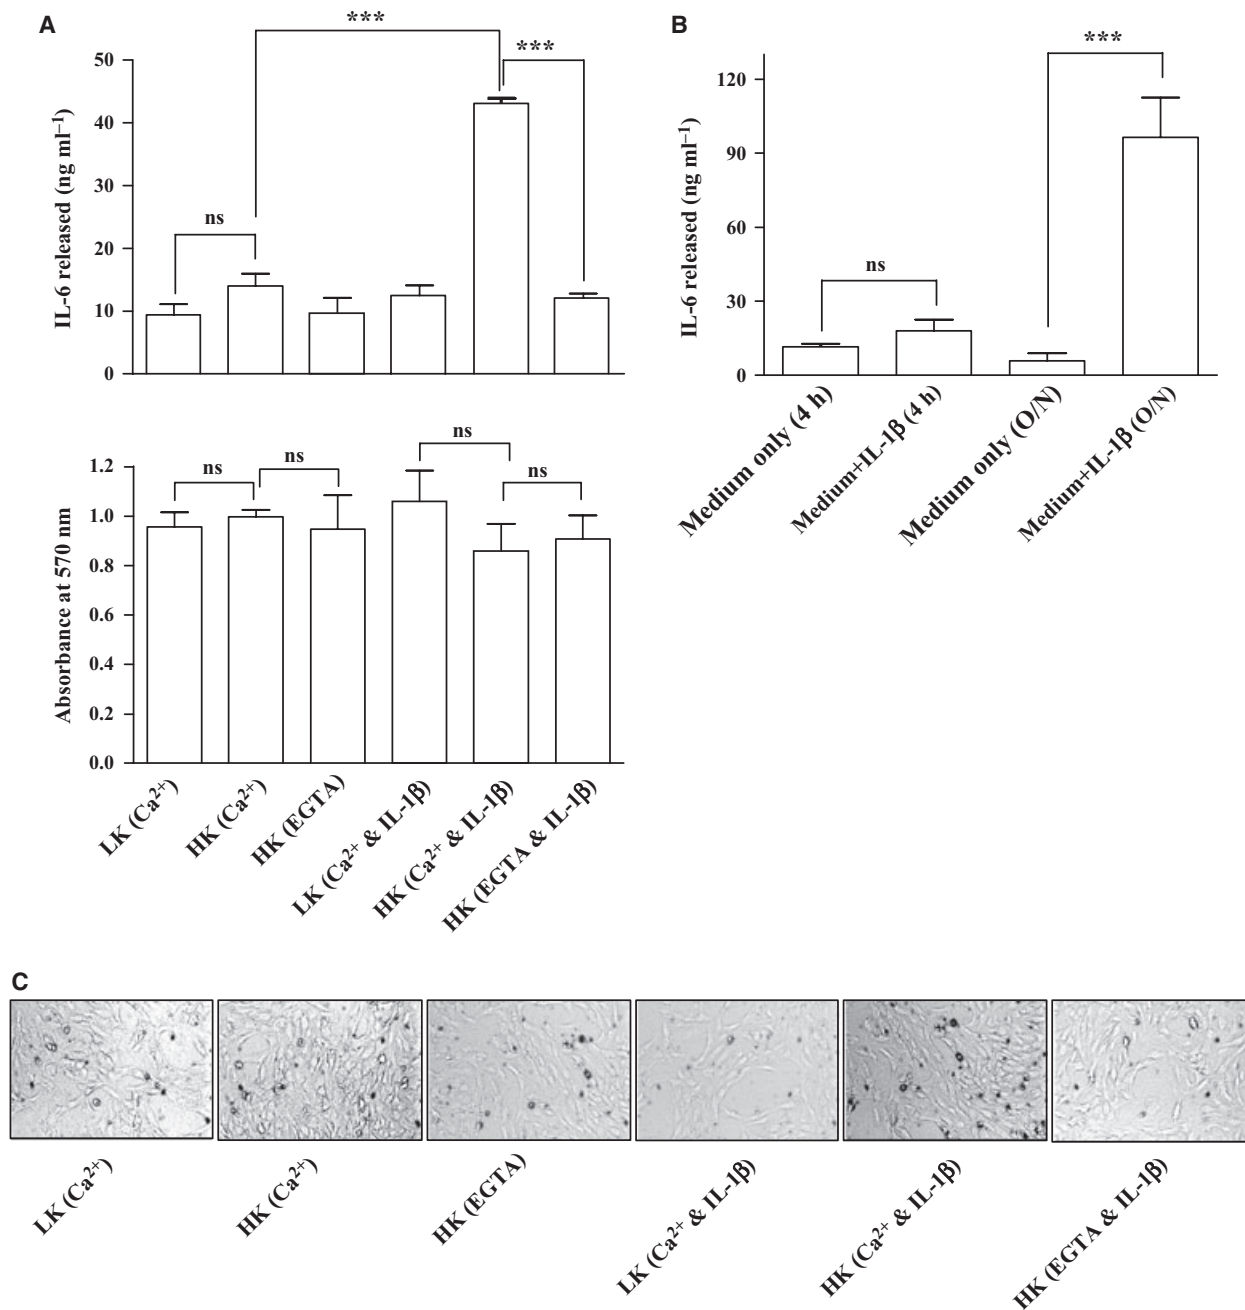 A
***
***
ns
50
40
30
20
10
0
IL-6 released (ng ml⁻¹)
B
***
ns
120
90
60
30
0
IL-6 released (ng ml⁻¹)
Medium only (4 h)
Medium+IL-1β (4 h)
Medium only (O/N)
Medium+IL-1β (O/N)
ns
ns
ns
ns
1.2
1.0
0.8
0.6
0.4
0.2
0.0
Absorbance at 570 nm
LK (Ca²⁺)
HK (Ca²⁺)
HK (EGTA)
LK (Ca²⁺ & IL-1β)
HK (Ca²⁺ & IL-1β)
HK (EGTA & IL-1β)
C
LK (Ca²⁺)
HK (Ca²⁺)
HK (EGTA)
LK (Ca²⁺ & IL-1β)
HK (Ca²⁺ & IL-1β)
HK (EGTA & IL-1β)